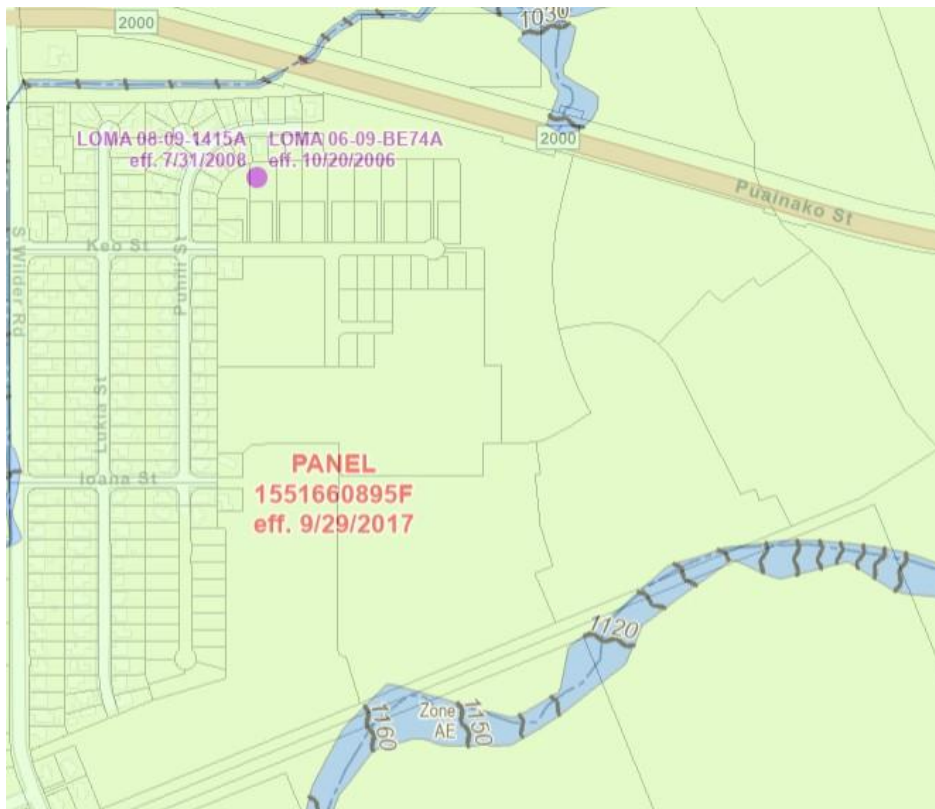 2000
1030
LOMA 08-09-1415A
eff. 7/31/2008
LOMA 06-09-BE74A
eff. 10/20/2006
2000
Puainako St
S Wilder Rd
Keo St
Puhili St
Lukia St
Ioana St
PANEL
1551660895F
eff. 9/29/2017
1120
Zone
AE
1160
1150